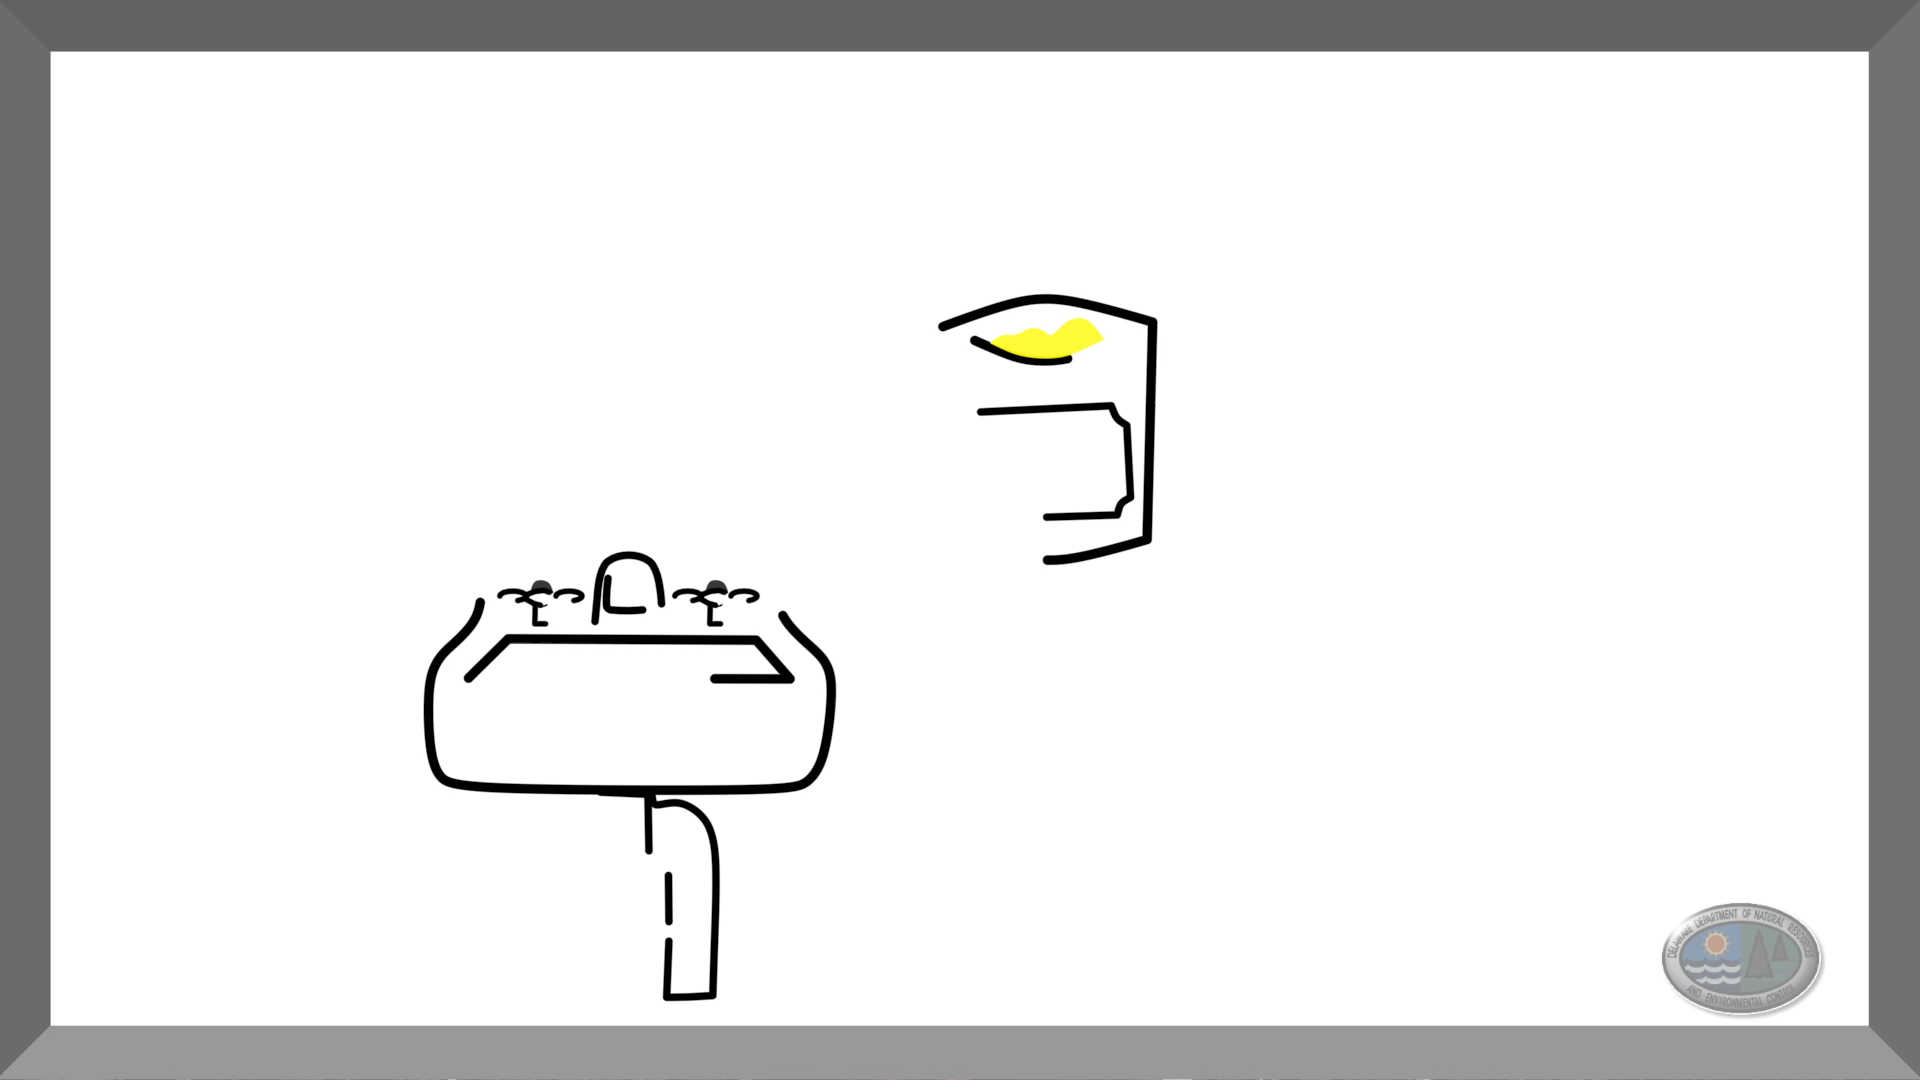 DELAWARE DEPARTMENT OF NATURAL RESOURCES
AND ENVIRONMENTAL CONTROL